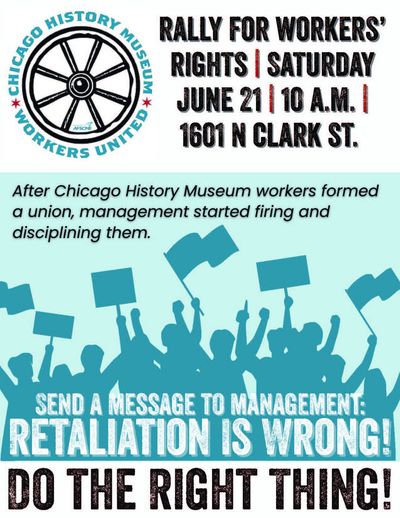 CHICAGO HISTORY MUSEUM
WORKERS UNITED
AFSCME
RALLY FOR WORKERS'
RIGHTS | SATURDAY
JUNE 21 | 10 A.M. |
1601 N CLARK ST.
After Chicago History Museum workers formed
a union, management started firing and
disciplining them.
SEND A MESSAGE TO MANAGEMENT:
RETALIATION IS WRONG!
DO THE RIGHT THING!